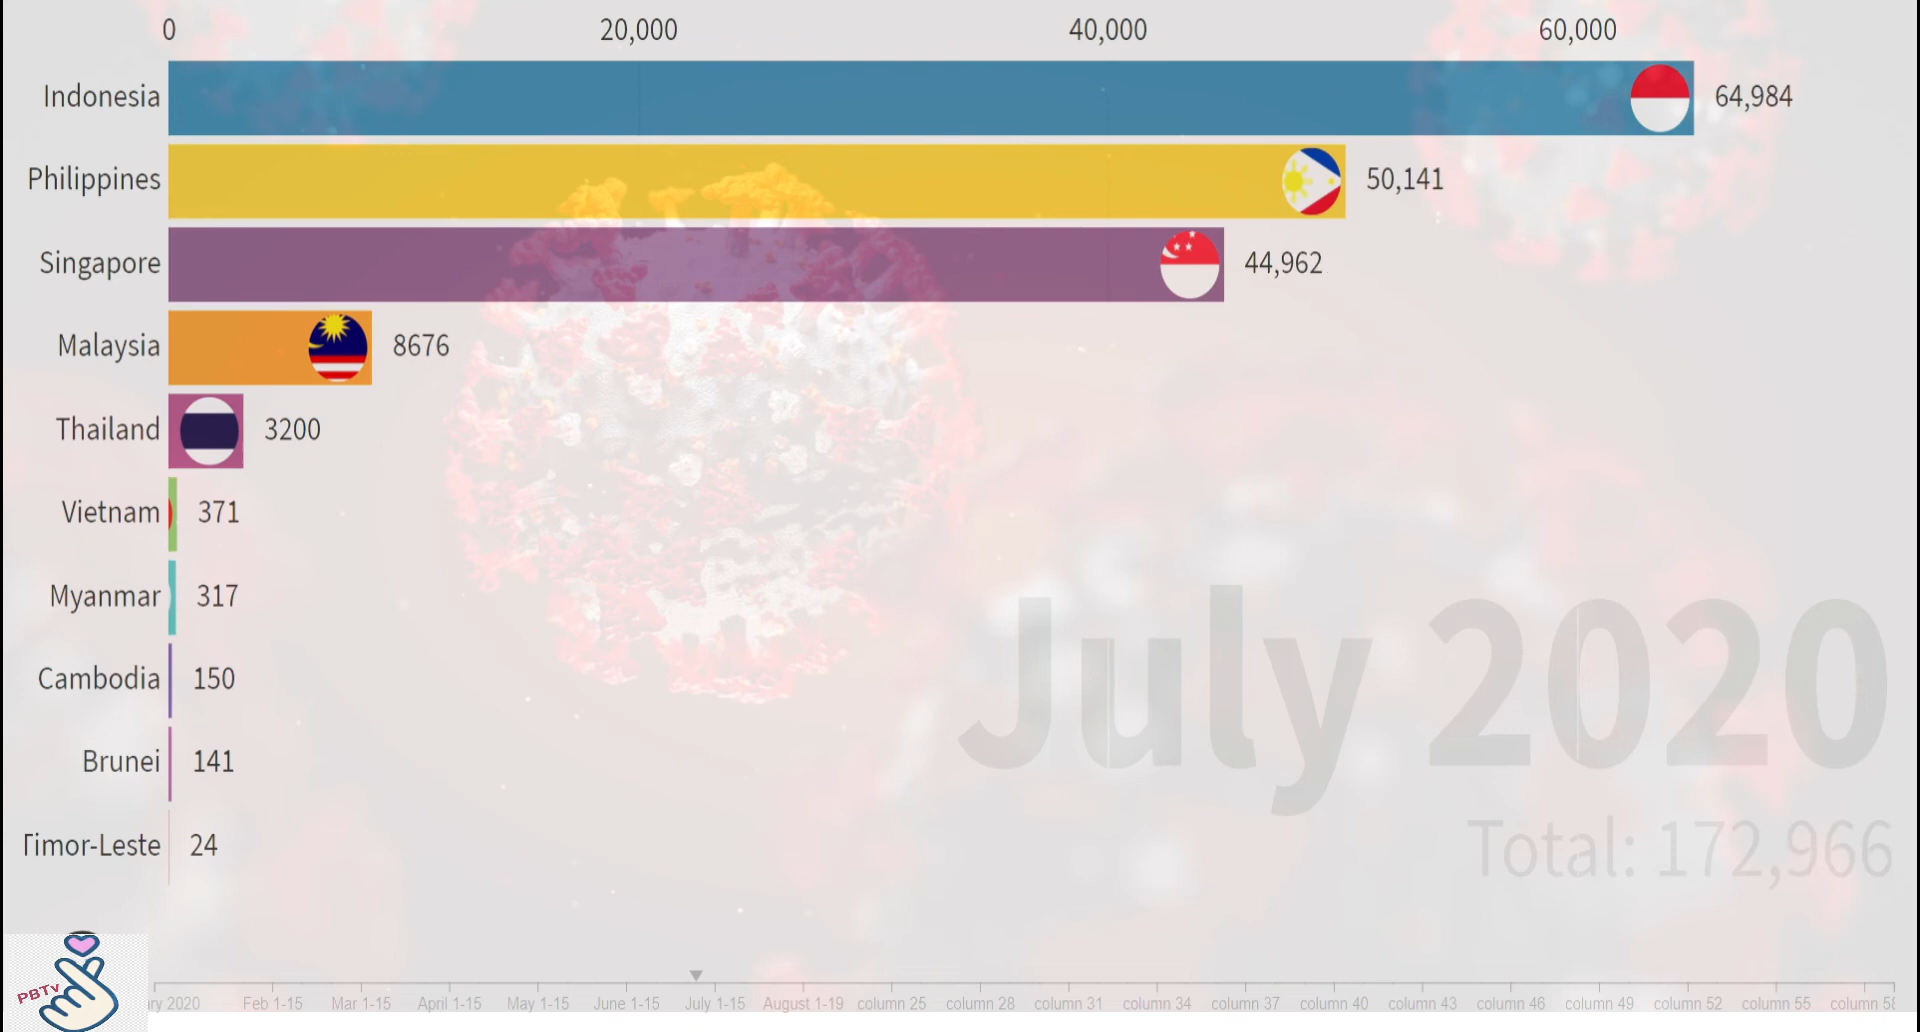 0 20,000 40,000 60,000
Indonesia 64,984
Philippines 50,141
Singapore 44,962
Malaysia 8676
Thailand 3200
Vietnam 371
Myanmar 317
Cambodia 150
Brunei 141
Timor-Leste 24
July 2020
Total: 172,966
PBTv
ry 2020 Feb 1-15 Mar 1-15 April 1-15 May 1-15 June 1-15 July 1-15 August 1-19 column 25 column 28 column 31 column 34 column 37 column 40 column 43 column 46 column 49 column 52 column 55 column 58